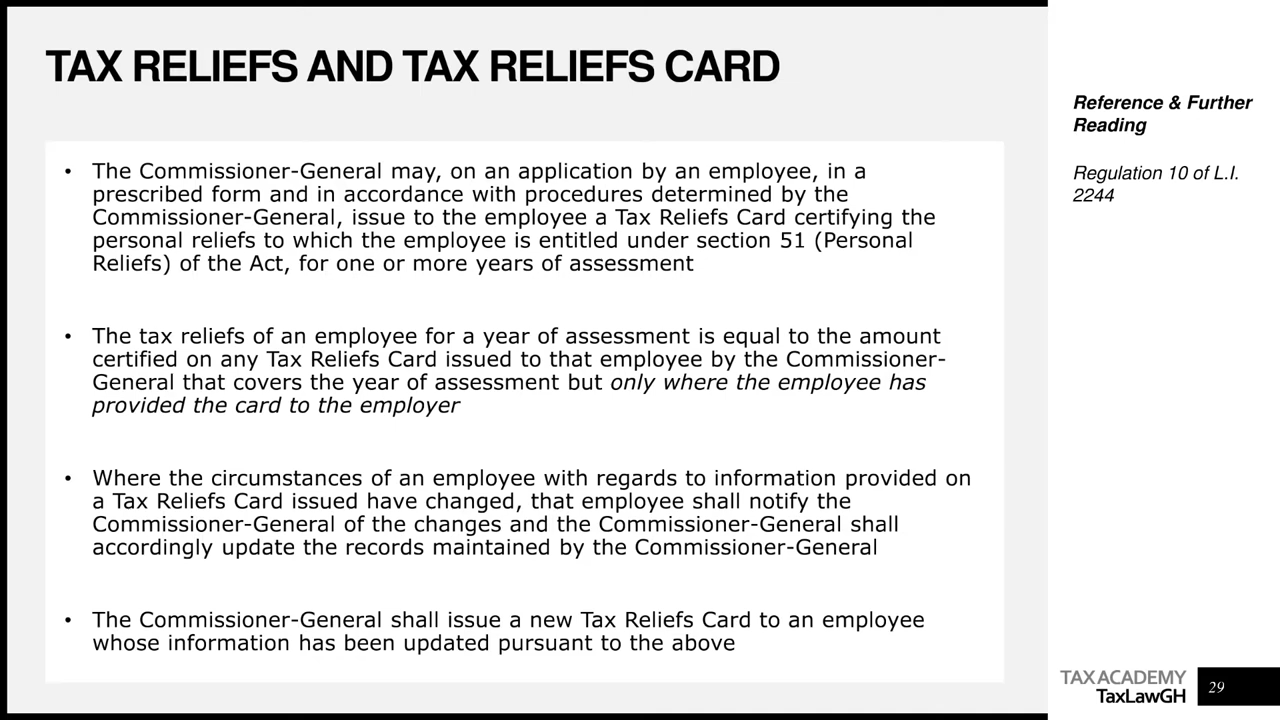 TAX RELIEFS AND TAX RELIEFS CARD
• The Commissioner-General may, on an application by an employee, in a
prescribed form and in accordance with procedures determined by the
Commissioner-General, issue to the employee a Tax Reliefs Card certifying the
personal reliefs to which the employee is entitled under section 51 (Personal
Reliefs) of the Act, for one or more years of assessment
• The tax reliefs of an employee for a year of assessment is equal to the amount
certified on any Tax Reliefs Card issued to that employee by the Commissioner-
General that covers the year of assessment but only where the employee has
provided the card to the employer
• Where the circumstances of an employee with regards to information provided on
a Tax Reliefs Card issued have changed, that employee shall notify the
Commissioner-General of the changes and the Commissioner-General shall
accordingly update the records maintained by the Commissioner-General
• The Commissioner-General shall issue a new Tax Reliefs Card to an employee
whose information has been updated pursuant to the above
Reference & Further
Reading
Regulation 10 of L.I.
2244
TAX ACADEMY
TaxLawGH
29